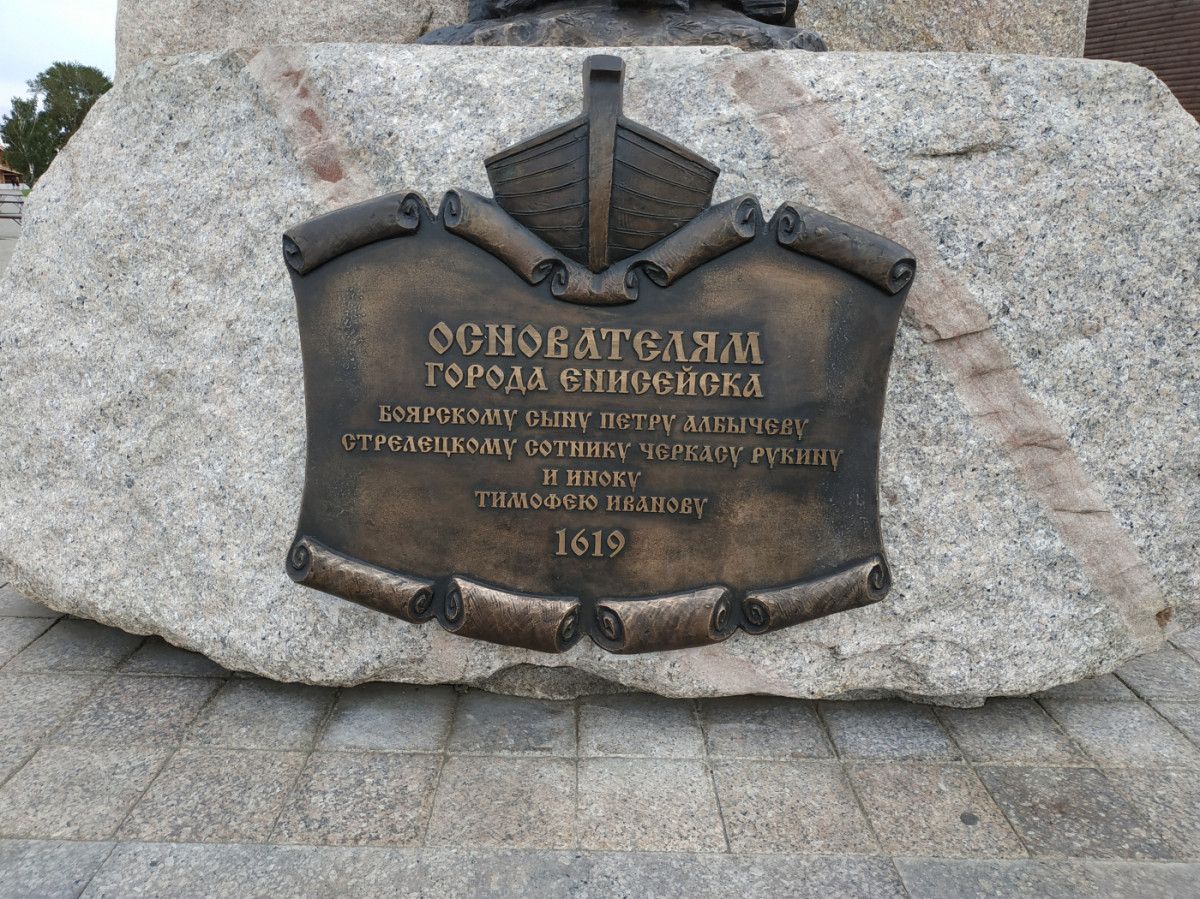 ОСНОВАТЕЛЯМ
ГОРОДА ЕНИСЕЙСКА
БОЯРСКОМУ СЫНУ ПЕТРУ АЛБЫЧЕВУ
СТРЕЛЕЦКОМУ СОТНИКУ ЧЕРКАСУ РУКИНУ
И ИНОКУ
ТИМОФЕЮ ИВАНОВУ
1619